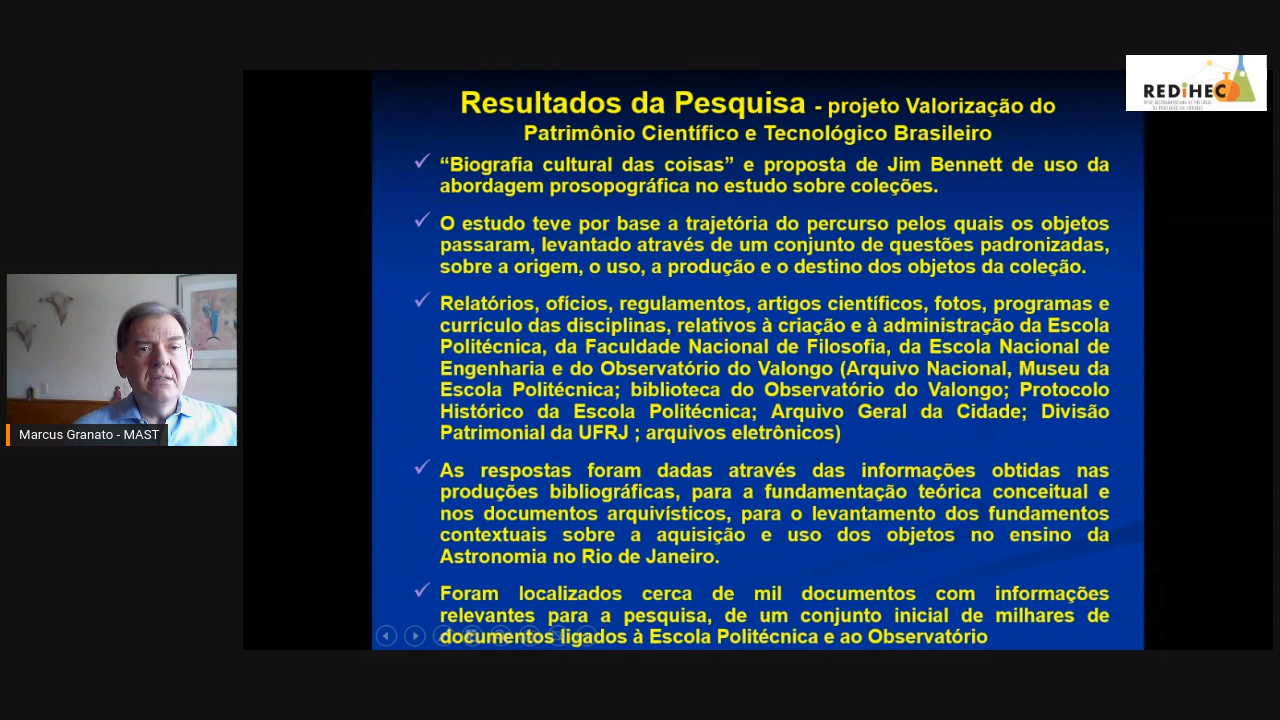 REDiHEC
Resultados da Pesquisa - projeto Valorização do
Patrimônio Científico e Tecnológico Brasileiro
✓ “Biografia cultural das coisas” e proposta de Jim Bennett de uso da
abordagem prosopográfica no estudo sobre coleções.
✓ O estudo teve por base a trajetória do percurso pelos quais os objetos
passaram, levantado através de um conjunto de questões padronizadas,
sobre a origem, o uso, a produção e o destino dos objetos da coleção.
✓ Relatórios, ofícios, regulamentos, artigos científicos, fotos, programas e
currículo das disciplinas, relativos à criação e à administração da Escola
Politécnica, da Faculdade Nacional de Filosofia, da Escola Nacional de
Engenharia e do Observatório do Valongo (Arquivo Nacional, Museu da
Escola Politécnica; biblioteca do Observatório do Valongo; Protocolo
Histórico da Escola Politécnica; Arquivo Geral da Cidade; Divisão
Patrimonial da UFRJ ; arquivos eletrônicos)
✓ As respostas foram dadas através das informações obtidas nas
produções bibliográficas, para a fundamentação teórica conceitual e
nos documentos arquivísticos, para o levantamento dos fundamentos
contextuais sobre a aquisição e uso dos objetos no ensino da
Astronomia no Rio de Janeiro.
✓ Foram localizados cerca de mil documentos com informações
relevantes para a pesquisa, de um conjunto inicial de milhares de
documentos ligados à Escola Politécnica e ao Observatório
Marcus Granato - MAST